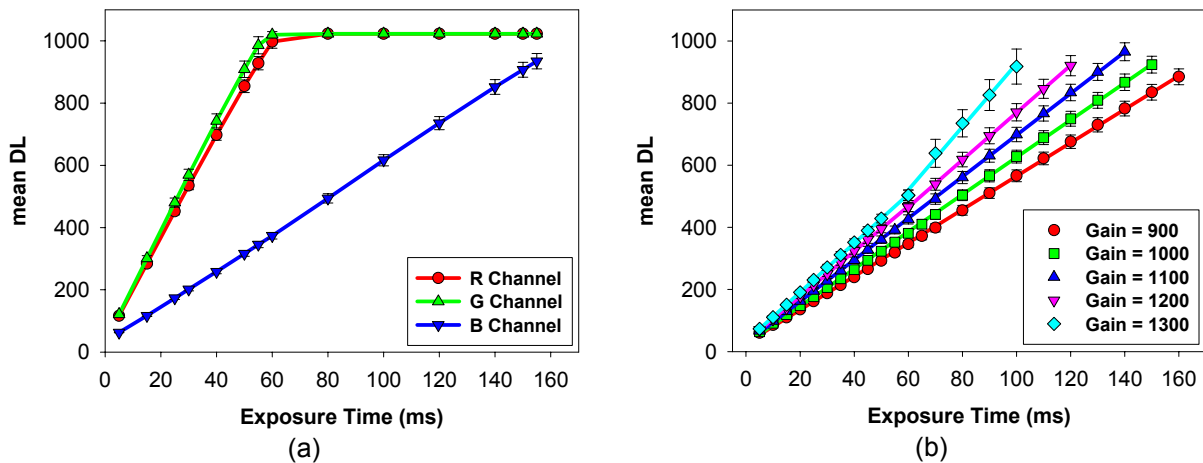 mean DL
1000
800
600
400
200
0
R Channel
G Channel
B Channel
0 20 40 60 80 100 120 140 160
Exposure Time (ms)
(a)
mean DL
1000
800
600
400
200
0
Gain = 900
Gain = 1000
Gain = 1100
Gain = 1200
Gain = 1300
0 20 40 60 80 100 120 140 160
Exposure Time (ms)
(b)